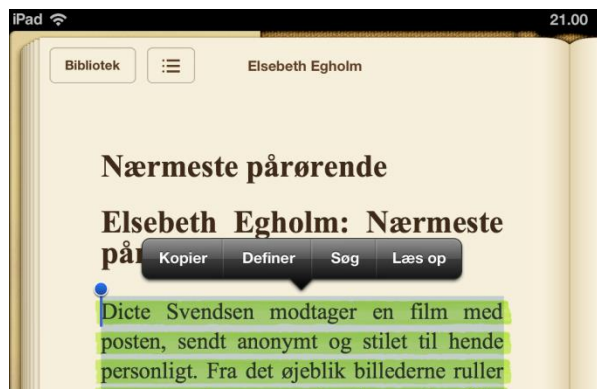 iPad 21.00
Bibliotek Elsebeth Egholm
Nærmeste pårørende
Elsebeth Egholm: Nærmeste
Kopier Definer Søg Læs op
Dicte Svendsen modtager en film med
posten, sendt anonymt og stilet til hende
personligt. Fra det øjeblik billederne ruller